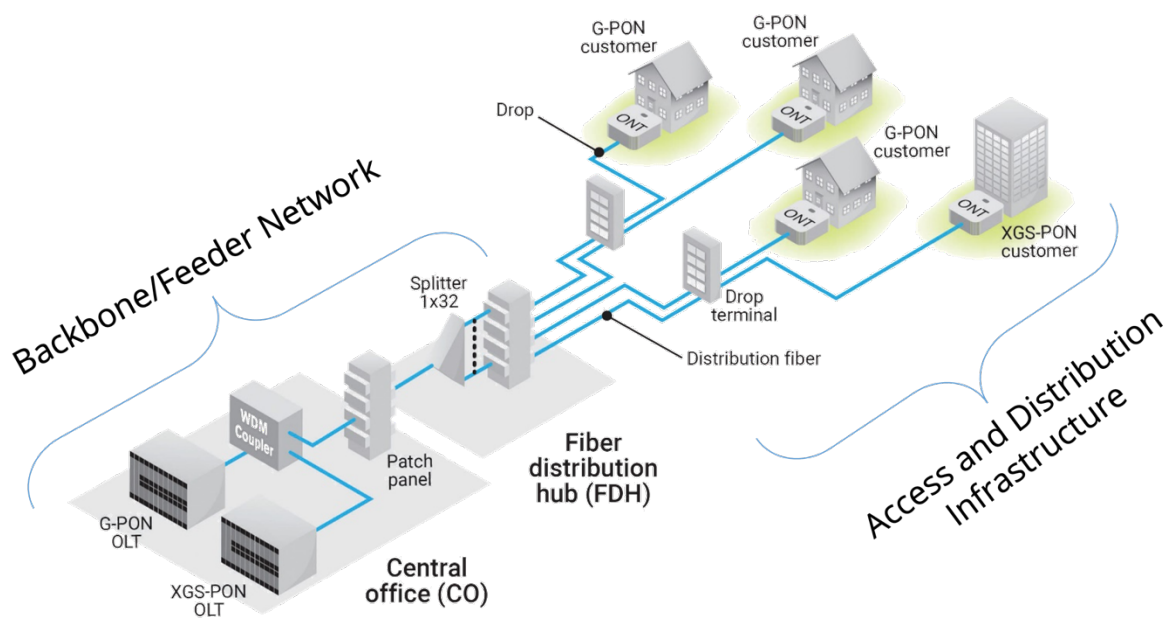 G-PON
customer
G-PON
customer
Drop
ONT
ONT
G-PON
customer
ONT
ONT
XGS-PON
customer
Backbone/Feeder Network
Splitter
1x32
Drop
terminal
Distribution fiber
Access and Distribution
Infrastructure
WDM
Coupler
Patch
panel
Fiber
distribution
hub (FDH)
G-PON
OLT
XGS-PON
OLT
Central
office (CO)